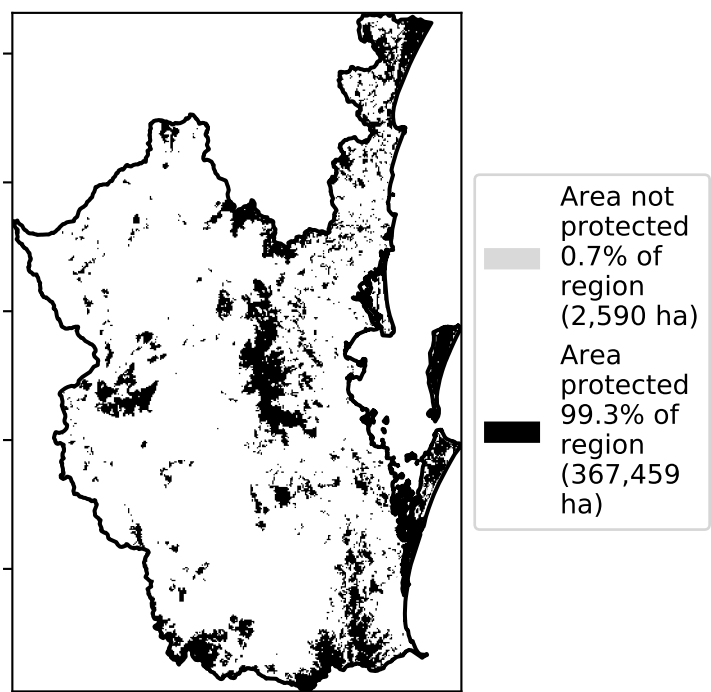 Area not
protected
0.7% of
region
(2,590 ha)
Area
protected
99.3% of
region
(367,459
ha)